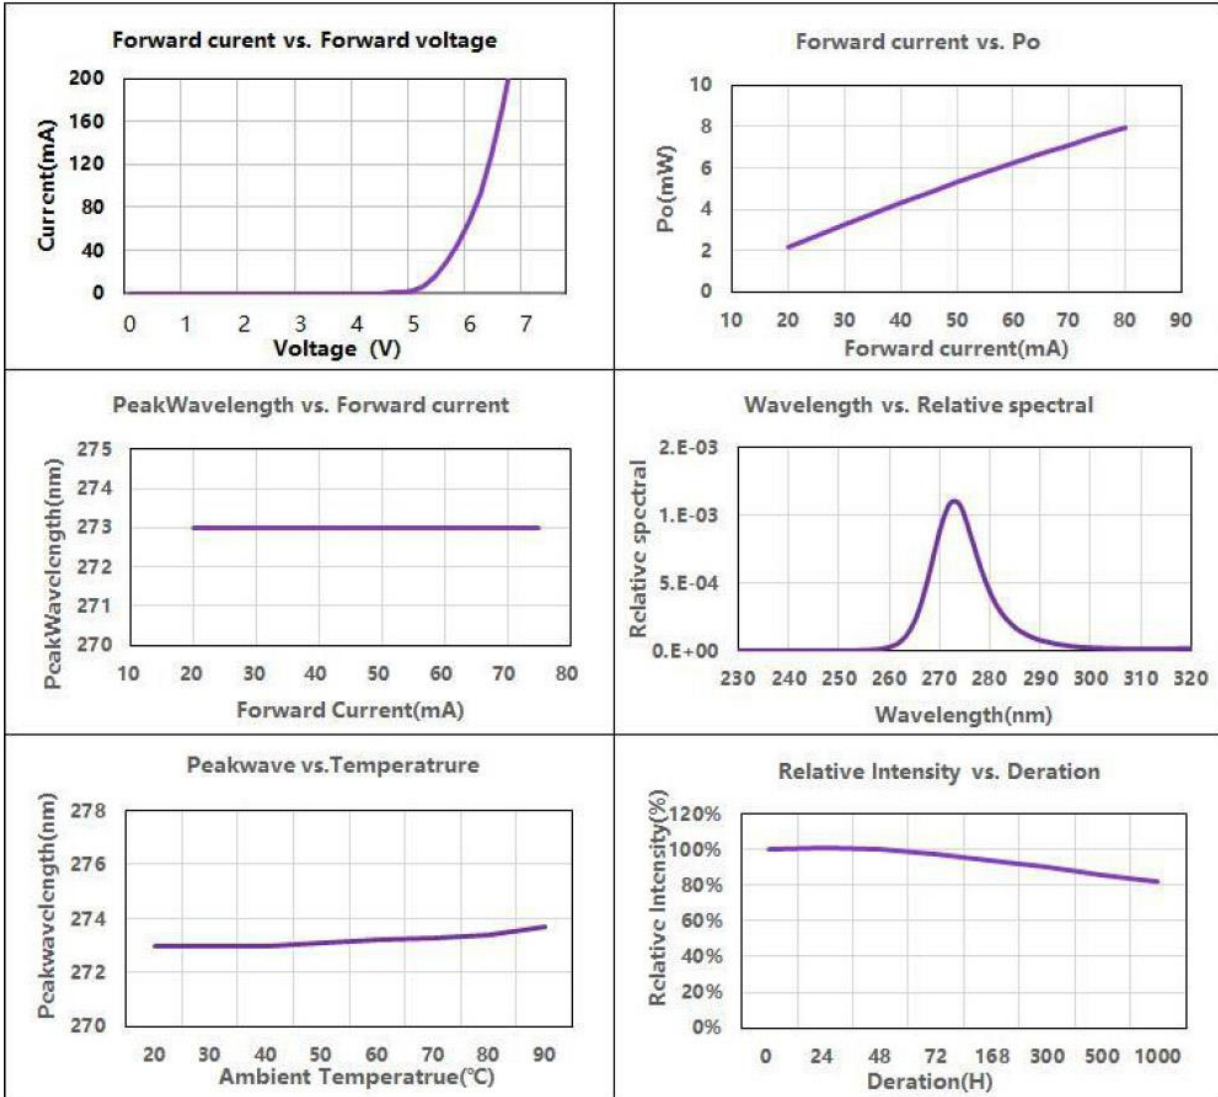 Forward curent vs. Forward voltage
Current(mA)
200
160
120
80
40
0
0 1 2 3 4 5 6 7
Voltage (V)
Forward current vs. Po
Po(mW)
10
8
6
4
2
0
10 20 30 40 50 60 70 80 90
Forward current(mA)
PeakWavelength vs. Forward current
PeakWavelength(nm)
275
274
273
272
271
270
10 20 30 40 50 60 70 80
Forward Current(mA)
Wavelength vs. Relative spectral
Relative spectral
2.E-03
1.E-03
5.E-04
0.E+00
230 240 250 260 270 280 290 300 310 320
Wavelength(nm)
Peakwave vs.Temperatrure
Peakwavelength(nm)
278
276
274
272
270
20 30 40 50 60 70 80 90
Ambient Temperatrue(℃)
Relative Intensity vs. Deration
Relative Intensity(%)
120%
100%
80%
60%
40%
20%
0%
0 24 48 72 168 300 500 1000
Deration(H)